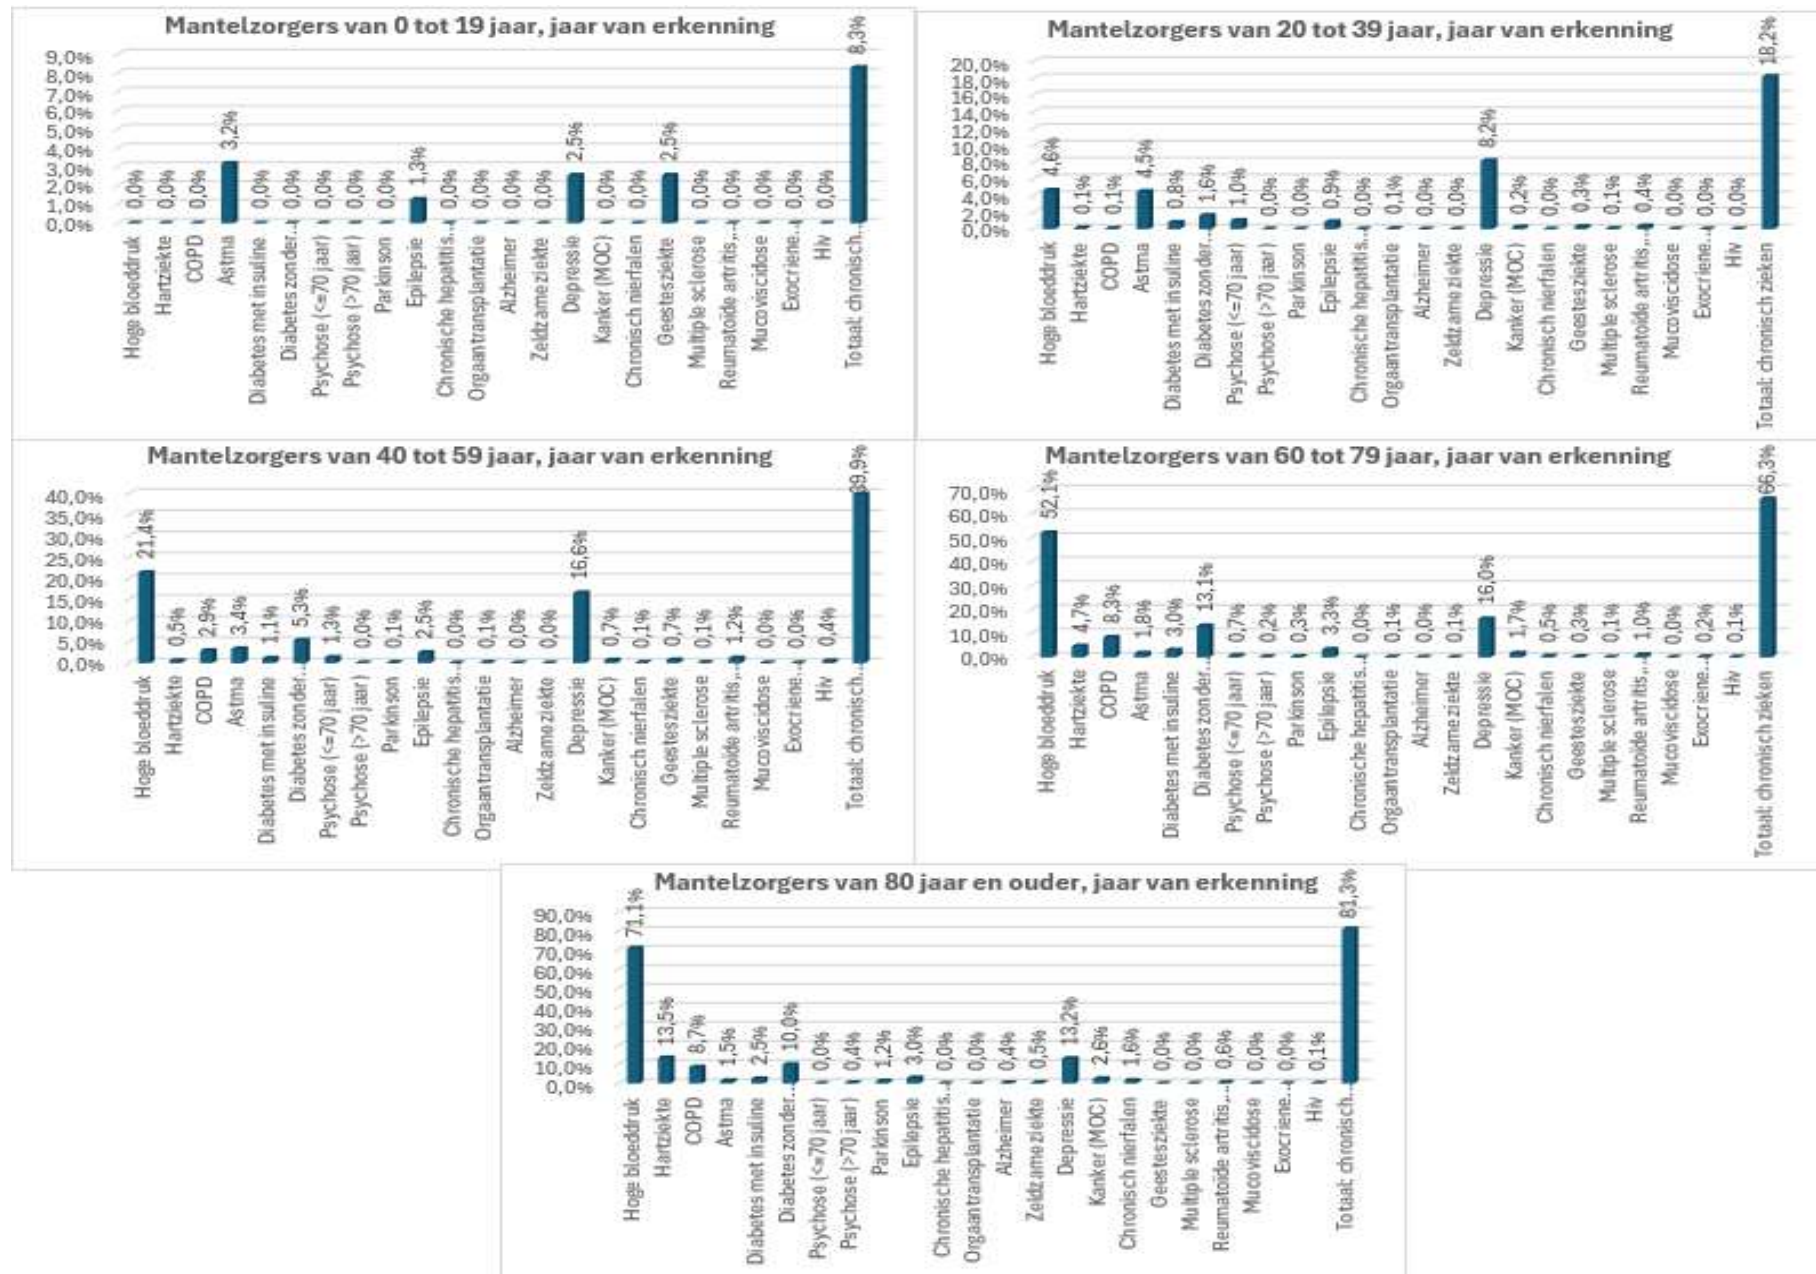 Mantelzorgers van 0 tot 19 jaar, jaar van erkenning
9,0%
8,0%
7,0%
6,0%
5,0%
4,0%
3,0%
2,0%
1,0%
0,0%
0,0% 0,0% 0,0% 3,2% 0,0% 0,0% 0,0% 0,0% 0,0% 1,3% 0,0% 0,0% 0,0% 0,0% 2,5% 0,0% 0,0% 2,5% 0,0% 0,0% 0,0% 0,0% 0,0% 8,3%
Hoge bloeddruk
Hartziekte
COPD
Astma
Diabetes met insuline
Diabetes zonder...
Psychose (<=70 jaar)
Psychose (>70 jaar)
Parkinson
Epilepsie
Chronische hepatitis...
Orgaantransplantatie
Alzheimer
Zeldzame ziekte
Depressie
Kanker (MOC)
Chronisch nierfalen
Geestesziekte
Multiple sclerose
Reumatoïde artritis,...
Mucoviscidose
Exocriene...
Hiv
Totaal: chronisch...
Mantelzorgers van 20 tot 39 jaar, jaar van erkenning
20,0%
18,0%
16,0%
14,0%
12,0%
10,0%
8,0%
6,0%
4,0%
2,0%
0,0%
4,6% 0,1% 0,1% 4,5% 0,8% 1,6% 1,0% 0,0% 0,0% 0,9% 0,0% 0,1% 0,0% 0,0% 8,2% 0,2% 0,0% 0,3% 0,1% 0,4% 0,0% 0,0% 0,0% 18,2%
Hoge bloeddruk
Hartziekte
COPD
Astma
Diabetes met insuline
Diabetes zonder...
Psychose (<=70 jaar)
Psychose (>70 jaar)
Parkinson
Epilepsie
Chronische hepatitis...
Orgaantransplantatie
Alzheimer
Zeldzame ziekte
Depressie
Kanker (MOC)
Chronisch nierfalen
Geestesziekte
Multiple sclerose
Reumatoïde artritis,...
Mucoviscidose
Exocriene...
Hiv
Totaal: chronisch zieken
Mantelzorgers van 40 tot 59 jaar, jaar van erkenning
40,0%
35,0%
30,0%
25,0%
20,0%
15,0%
10,0%
5,0%
0,0%
21,4% 0,5% 2,9% 3,4% 1,1% 5,3% 1,3% 0,0% 0,1% 2,5% 0,0% 0,1% 0,0% 0,0% 16,6% 0,7% 0,1% 0,7% 0,1% 1,2% 0,0% 0,0% 0,4% 39,9%
Hoge bloeddruk
Hartziekte
COPD
Astma
Diabetes met insuline
Diabetes zonder...
Psychose (<=70 jaar)
Psychose (>70 jaar)
Parkinson
Epilepsie
Chronische hepatitis...
Orgaantransplantatie
Alzheimer
Zeldzame ziekte
Depressie
Kanker (MOC)
Chronisch nierfalen
Geestesziekte
Multiple sclerose
Reumatoïde artritis,...
Mucoviscidose
Exocriene...
Hiv
Totaal: chronisch...
Mantelzorgers van 60 tot 79 jaar, jaar van erkenning
70,0%
60,0%
50,0%
40,0%
30,0%
20,0%
10,0%
0,0%
52,1% 4,7% 8,3% 1,8% 3,0% 13,1% 0,7% 0,2% 0,3% 3,3% 0,0% 0,1% 0,0% 0,1% 16,0% 1,7% 0,5% 0,3% 0,1% 1,0% 0,0% 0,2% 0,1% 66,3%
Hoge bloeddruk
Hartziekte
COPD
Astma
Diabetes met insuline
Diabetes zonder...
Psychose (<=70 jaar)
Psychose (>70 jaar)
Parkinson
Epilepsie
Chronische hepatitis...
Orgaantransplantatie
Alzheimer
Zeldzame ziekte
Depressie
Kanker (MOC)
Chronisch nierfalen
Geestesziekte
Multiple sclerose
Reumatoïde artritis,...
Mucoviscidose
Exocriene...
Hiv
Totaal: chronisch zieken
Mantelzorgers van 80 jaar en ouder, jaar van erkenning
90,0%
80,0%
70,0%
60,0%
50,0%
40,0%
30,0%
20,0%
10,0%
0,0%
71,1% 13,5% 8,7% 1,5% 2,5% 10,0% 0,0% 0,4% 1,2% 3,0% 0,0% 0,0% 0,4% 0,5% 13,2% 2,6% 1,6% 0,0% 0,0% 0,6% 0,0% 0,0% 0,1% 81,3%
Hoge bloeddruk
Hartziekte
COPD
Astma
Diabetes met insuline
Diabetes zonder...
Psychose (<=70 jaar)
Psychose (>70 jaar)
Parkinson
Epilepsie
Chronische hepatitis...
Orgaantransplantatie
Alzheimer
Zeldzame ziekte
Depressie
Kanker (MOC)
Chronisch nierfalen
Geestesziekte
Multiple sclerose
Reumatoïde artritis,...
Mucoviscidose
Exocriene...
Hiv
Totaal: chronisch...